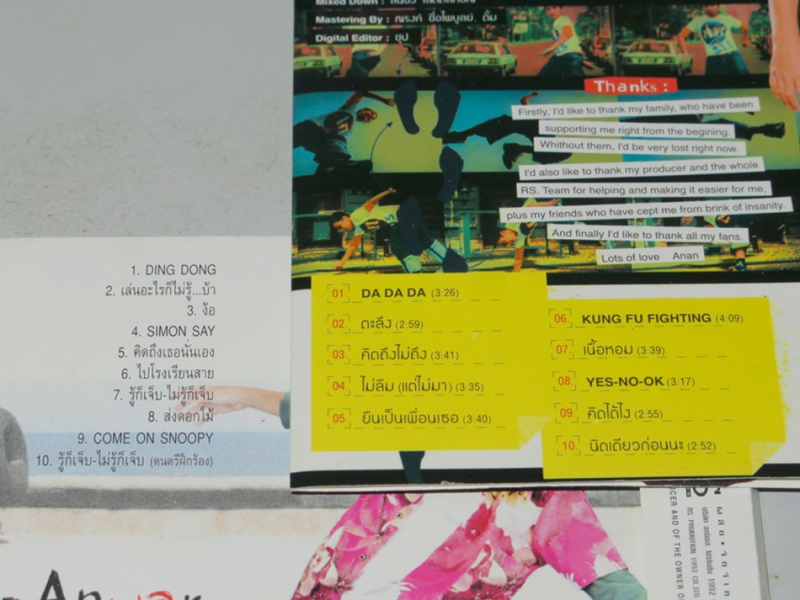 Mastering By : ณรงค์ ชื่อไพบูลย์. ติ๋ม
Digital Editor : ชุป
Thanks :
Firstly, I'd like to thank my family, who have been
supporting me right from the begining.
Whithout them, I'd be very lost right now.
I'd also like to thank my producer and the whole
RS. Team for helping and making it easier for me,
plus my friends who have cept me from brink of insanity.
And finally I'd like to thank all my fans.
Lots of love Anan
01. DA DA DA (3:26)
02. ตะลึง (2:59)
03. คิดถึงไม่ถึง (3:41)
04. ไม่ลืม (แต่ไม่มา) (3:35)
05. ยืนเป็นเพื่อนเธอ (3:40)
06. KUNG FU FIGHTING (4:09)
07. เนื้อหอม (3:39)
08. YES-NO-OK (3:17)
09. คิดได้ไง (2:55)
10. นิดเดียวก่อนนะ (2:52)
1. DING DONG
2. เล่นอะไรก็ไม่รู้...บ้า
3. ง้อ
4. SIMON SAY
5. คิดถึงเธอนั่นเอง
6. ไปโรงเรียนสาย
7. รู้ก็เจ็บ-ไม่รู้ก็เจ็บ
8. ส่งดอกไม้
9. COME ON SNOOPY
10. รู้ก็เจ็บ-ไม่รู้ก็เจ็บ (ดนตรีฝึกร้อง)
RS. PROMOTION 1992 CO.,LTD.
CER AND OF THE OWNER O